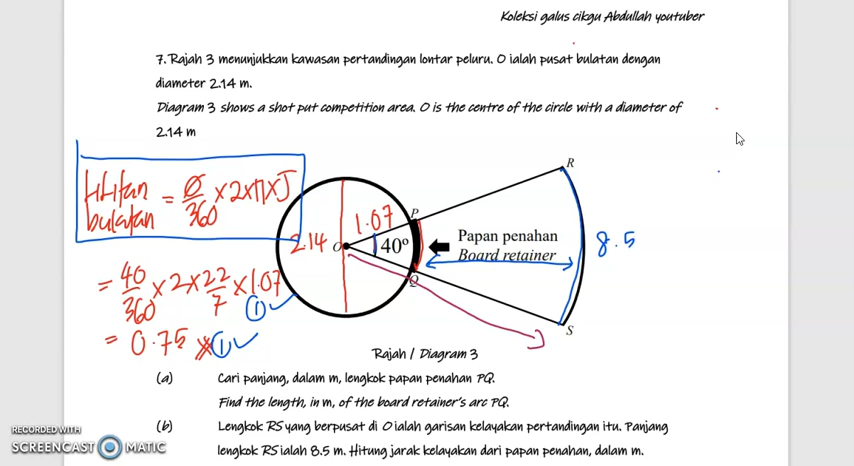 Koleksi galus cikgu Abdullah youtuber
7. Rajah 3 menunjukkan kawasan pertandingan lontar peluru. O ialah pusat bulatan dengan
diameter 2.14 m.
Diagram 3 shows a shot put competition area. O is the centre of the circle with a diameter of
2.14 m
bulatan = θ/360 × 2 × π × J
= 40/360 × 2 × 22/7 × 1.07 ① ✓
= 0.75 ① ✓
R
1.07
P
2.14
O
40°
Papan penahan
Board retainer
8.5
Q
S
Rajah / Diagram 3
(a) Cari panjang, dalam m, lengkok papan penahan PQ.
Find the length, in m, of the board retainer's arc PQ.
(b) Lengkok RS yang berpusat di O ialah garisan kelayakan pertandingan itu. Panjang
lengkok RS ialah 8.5 m. Hitung jarak kelayakan dari papan penahan, dalam m.
RECORDED WITH
SCREENCAST MATIC